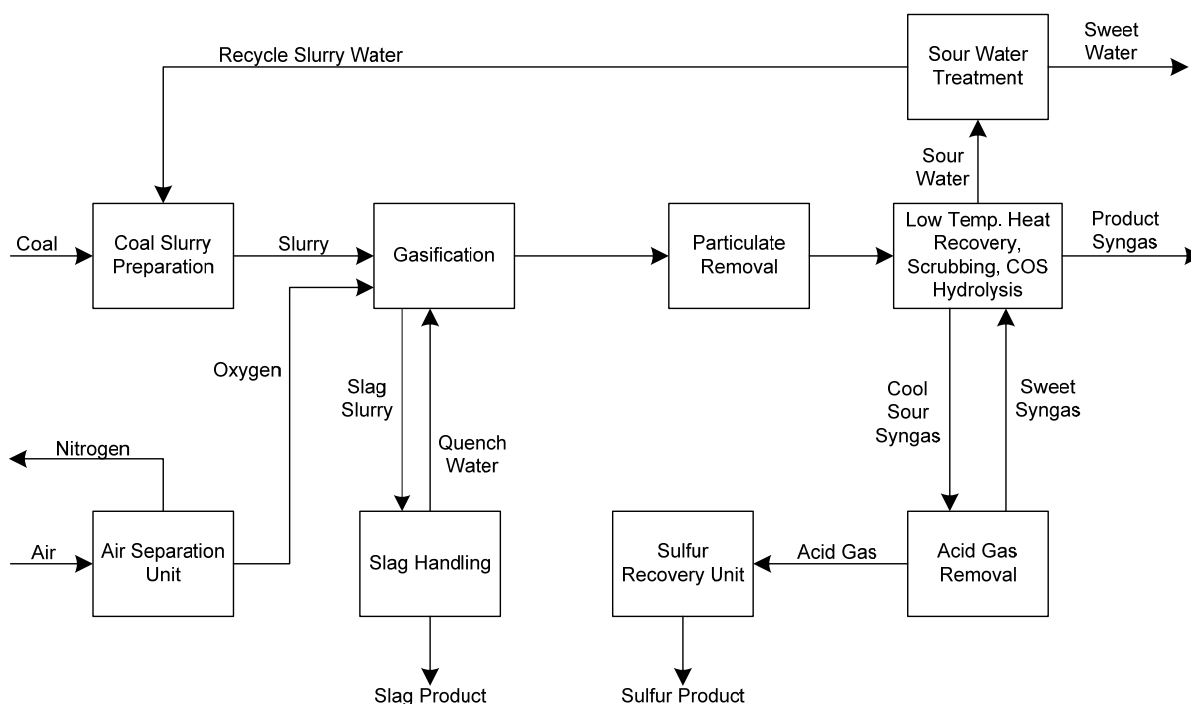 Recycle Slurry Water
Sour Water
Treatment
Sweet
Water
Sour
Water
Coal
Coal Slurry
Preparation
Slurry
Gasification
Particulate
Removal
Low Temp. Heat
Recovery,
Scrubbing, COS
Hydrolysis
Product
Syngas
Oxygen
Slag
Slurry
Quench
Water
Cool
Sour
Syngas
Sweet
Syngas
Nitrogen
Air
Air Separation
Unit
Slag Handling
Sulfur
Recovery Unit
Acid Gas
Acid Gas
Removal
Slag Product
Sulfur Product